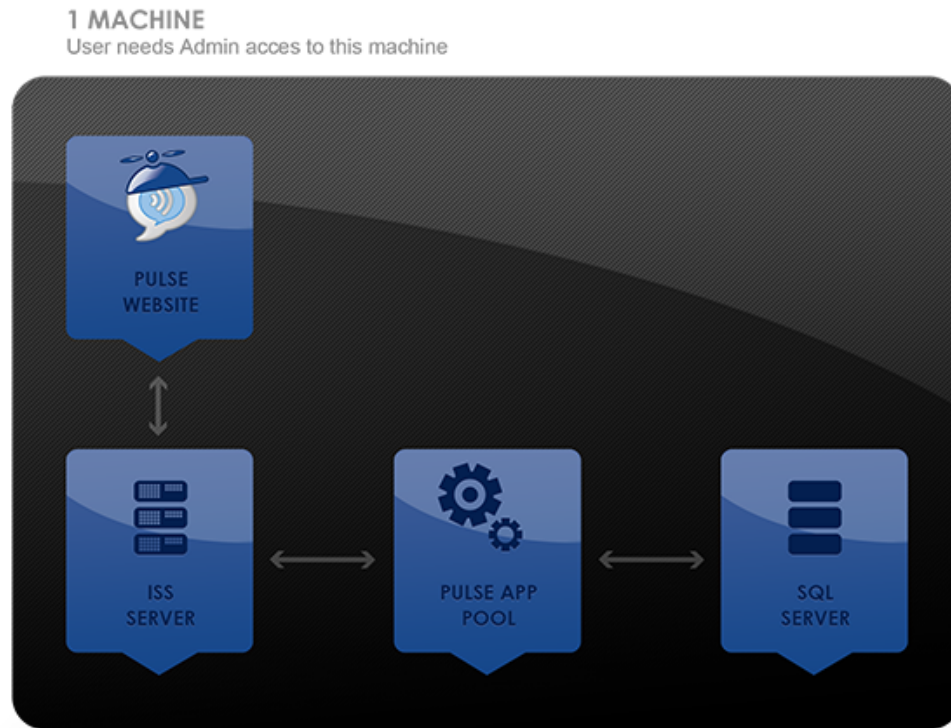 1 MACHINE
User needs Admin acces to this machine
PULSE
WEBSITE
ISS
SERVER
PULSE APP
POOL
SQL
SERVER